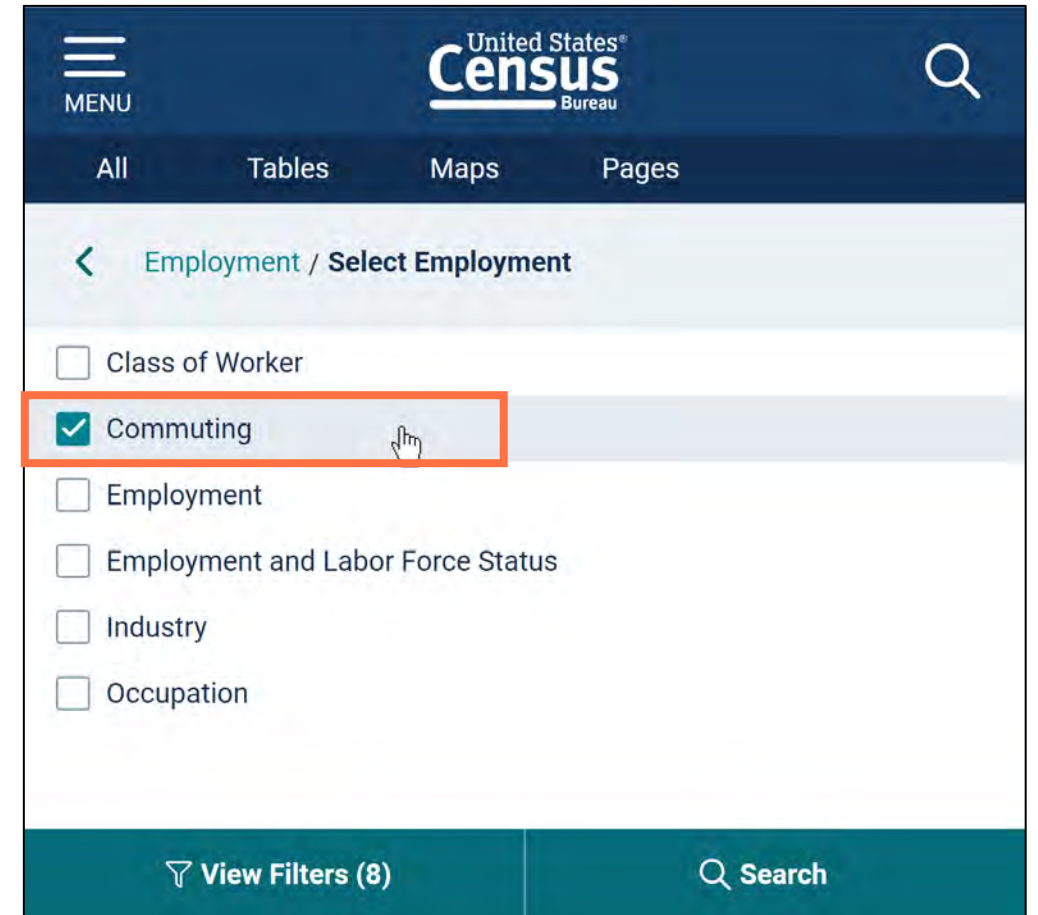 United States®
Census
Bureau
MENU
All Tables Maps Pages
Employment / Select Employment
Class of Worker
Commuting
Employment
Employment and Labor Force Status
Industry
Occupation
View Filters (8) Search